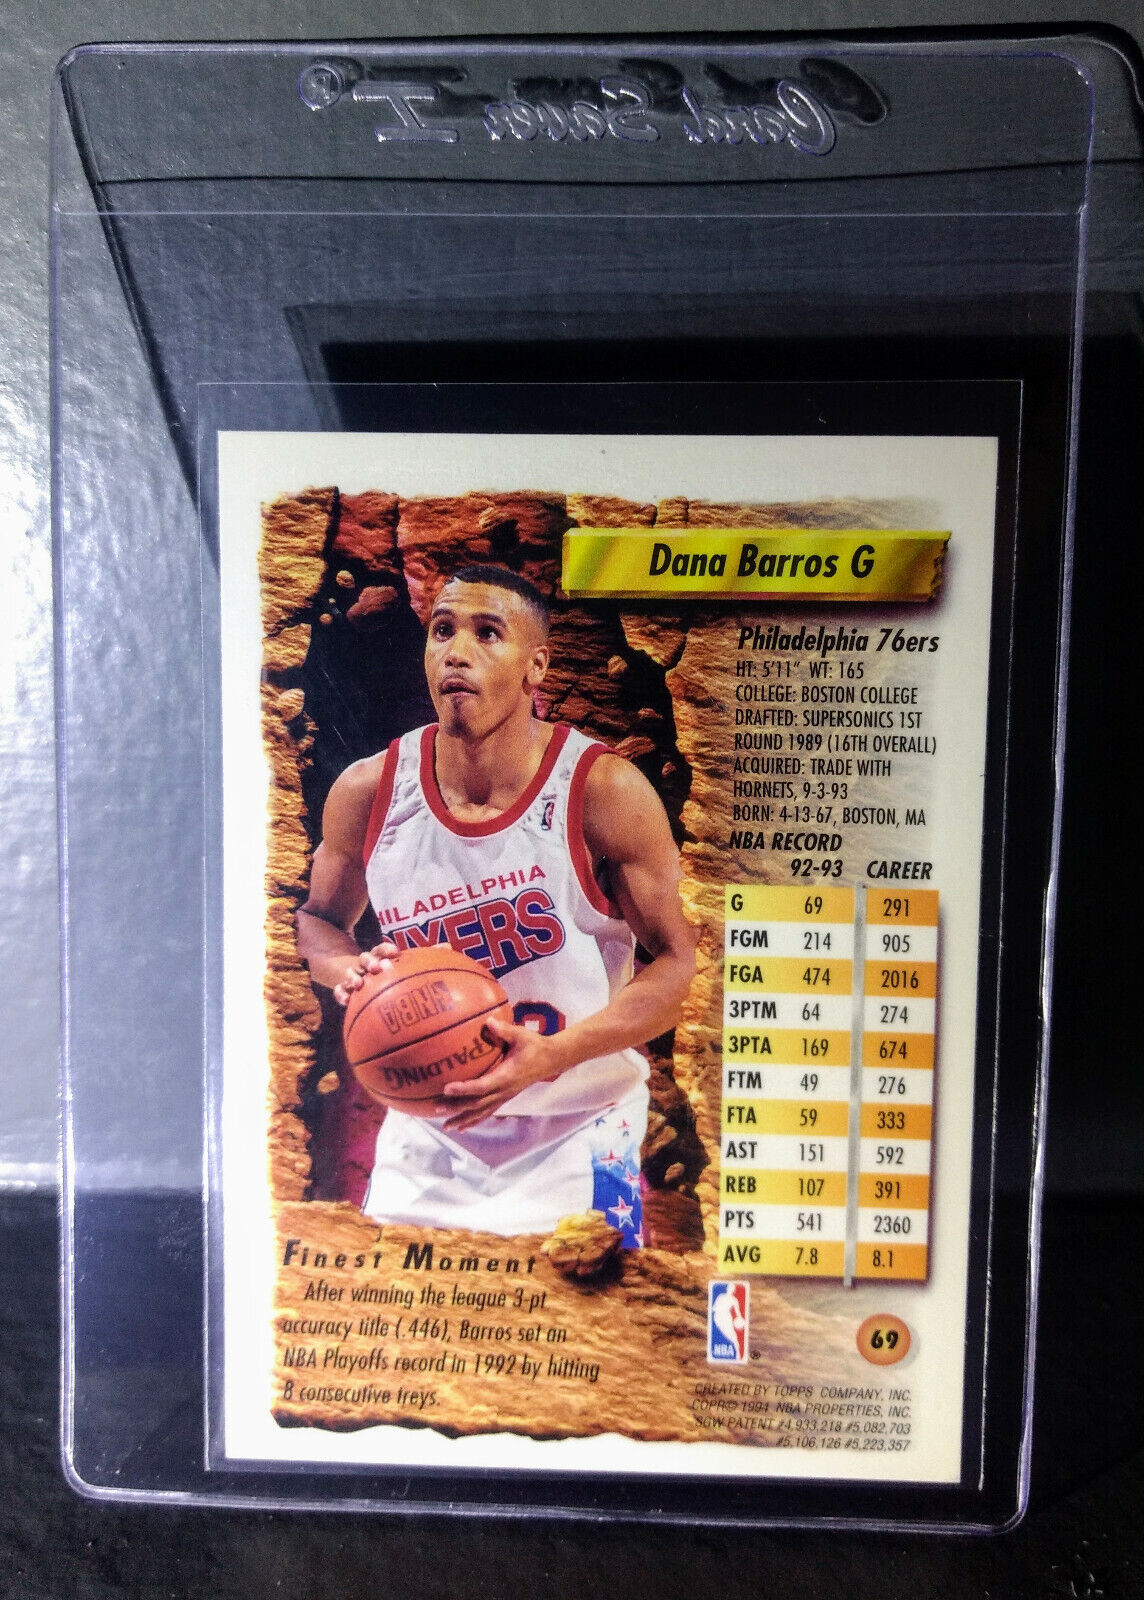 Card Saver I®
Dana Barros G
Philadelphia 76ers
HT: 5'11" WT: 165
COLLEGE: BOSTON COLLEGE
DRAFTED: SUPERSONICS 1ST
ROUND 1989 (16TH OVERALL)
ACQUIRED: TRADE WITH
HORNETS, 9-3-93
BORN: 4-13-67, BOSTON, MA
NBA RECORD
92-93 CAREER
G 69 291
FGM 214 905
FGA 474 2016
3PTM 64 274
3PTA 169 674
FTM 49 276
FTA 59 333
AST 151 592
REB 107 391
PTS 541 2360
AVG 7.8 8.1
HILADELPHIA
XERS
NBA
SPALDING
Finest Moment
After winning the league 3-pt
accuracy title (.446), Barros set an
NBA Playoffs record in 1992 by hitting
8 consecutive treys.
NBA ®
69
CREATED BY TOPPS COMPANY, INC.
COPR© 1994 NBA PROPERTIES, INC.
SGW PATENT #4,933,218 #5,082,703
#5,106,126 #5,223,357